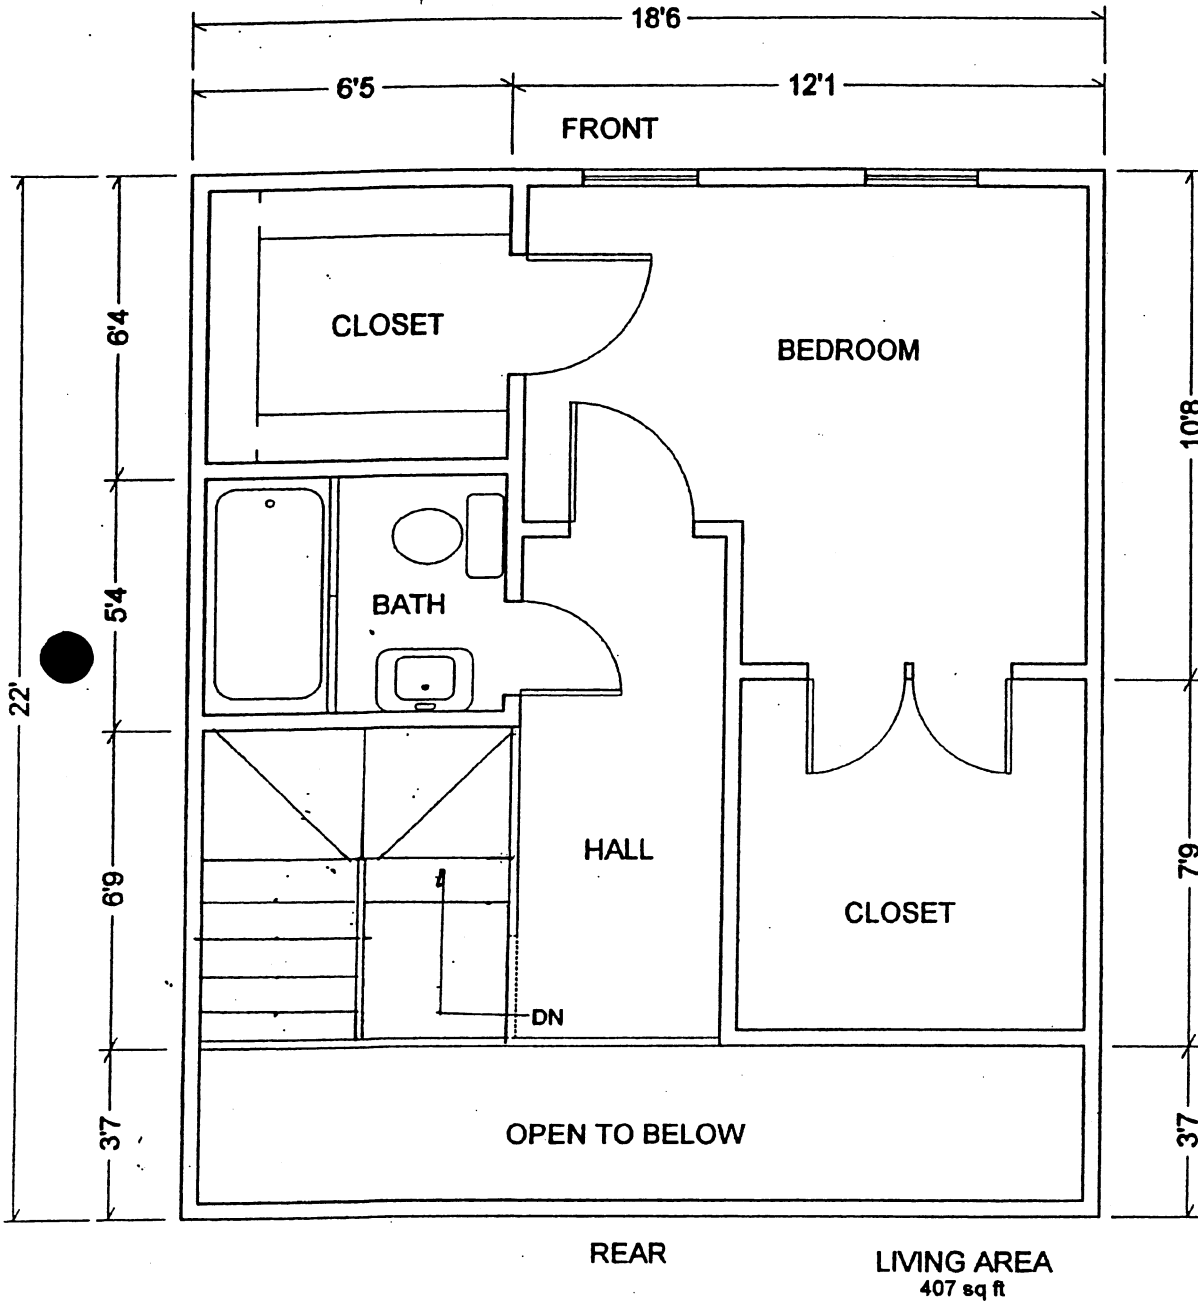 18'6
6'5
12'1
FRONT
6'4
CLOSET
BEDROOM
10'8
5'4
BATH
22'
6'9
HALL
CLOSET
7'9
DN
3'7
OPEN TO BELOW
3'7
REAR
LIVING AREA
407 sq ft